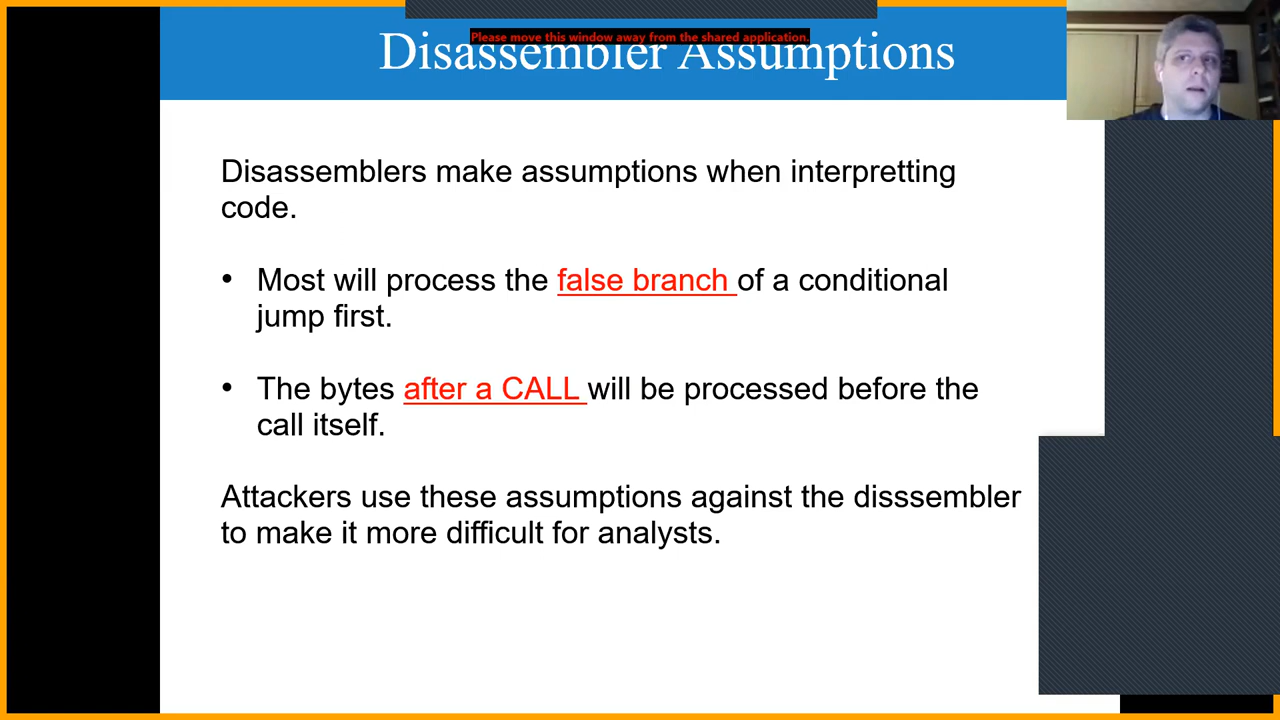 Please move this window away from the shared application.
Disassembler Assumptions
Disassemblers make assumptions when interpretting
code.
• Most will process the false branch of a conditional
jump first.
• The bytes after a CALL will be processed before the
call itself.
Attackers use these assumptions against the disssembler
to make it more difficult for analysts.